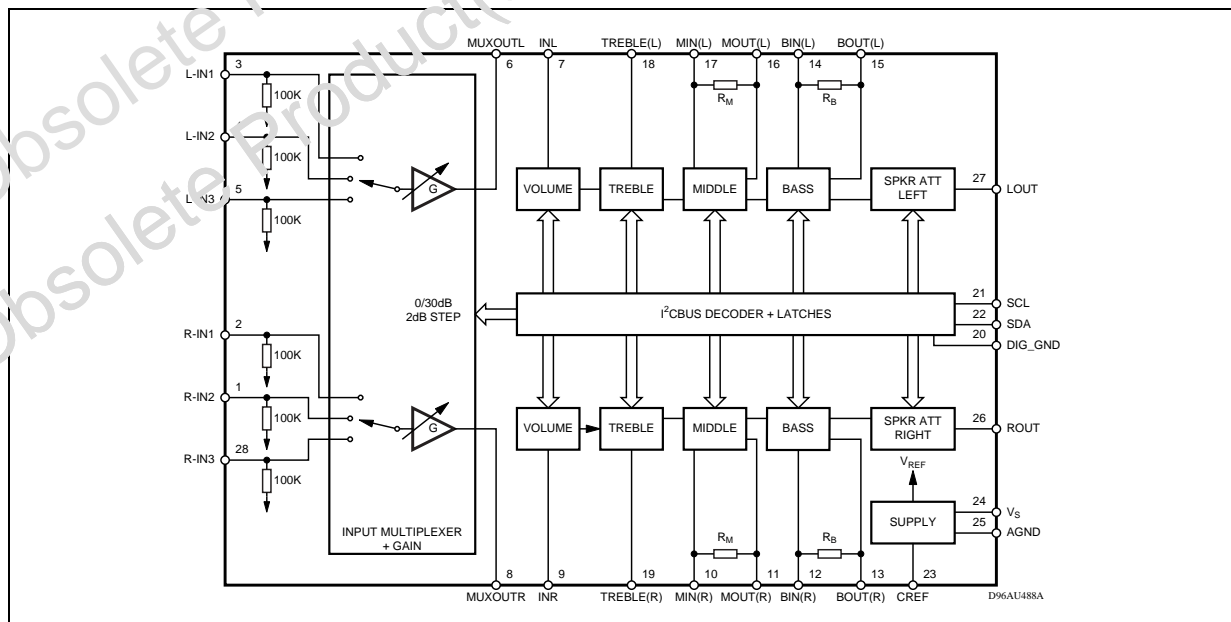 Obsolete
Obsolete Product(
MUXOUTL INL TREBLE(L) MIN(L) MOUT(L) BIN(L) BOUT(L)
6 7 18 17 16 14 15
L-IN1 3
100K
RM RB
L-IN2
100K
L-IN3 5
100K
G
VOLUME TREBLE MIDDLE BASS SPKR ATT LEFT 27 LOUT
0/30dB
2dB STEP
I2CBUS DECODER + LATCHES
21 SCL
22 SDA
20 DIG_GND
R-IN1 2
100K
R-IN2 1
100K
R-IN3 28
100K
G
VOLUME TREBLE MIDDLE BASS SPKR ATT RIGHT 26 ROUT
VREF
SUPPLY
24 VS
25 AGND
INPUT MULTIPLEXER
+ GAIN
RM RB
8 9 19 10 11 12 13 23
MUXOUTR INR TREBLE(R) MIN(R) MOUT(R) BIN(R) BOUT(R) CREF
D96AU488A